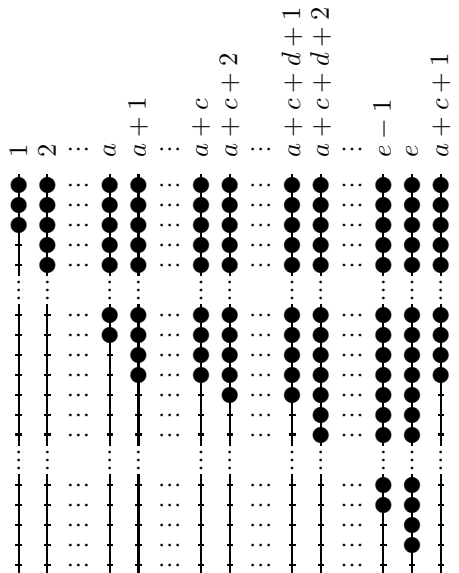 1
2
⋯
a
a + 1
⋯
a + c
a + c + 2
⋯
a + c + d + 1
a + c + d + 2
⋯
e − 1
e
a + c + 1